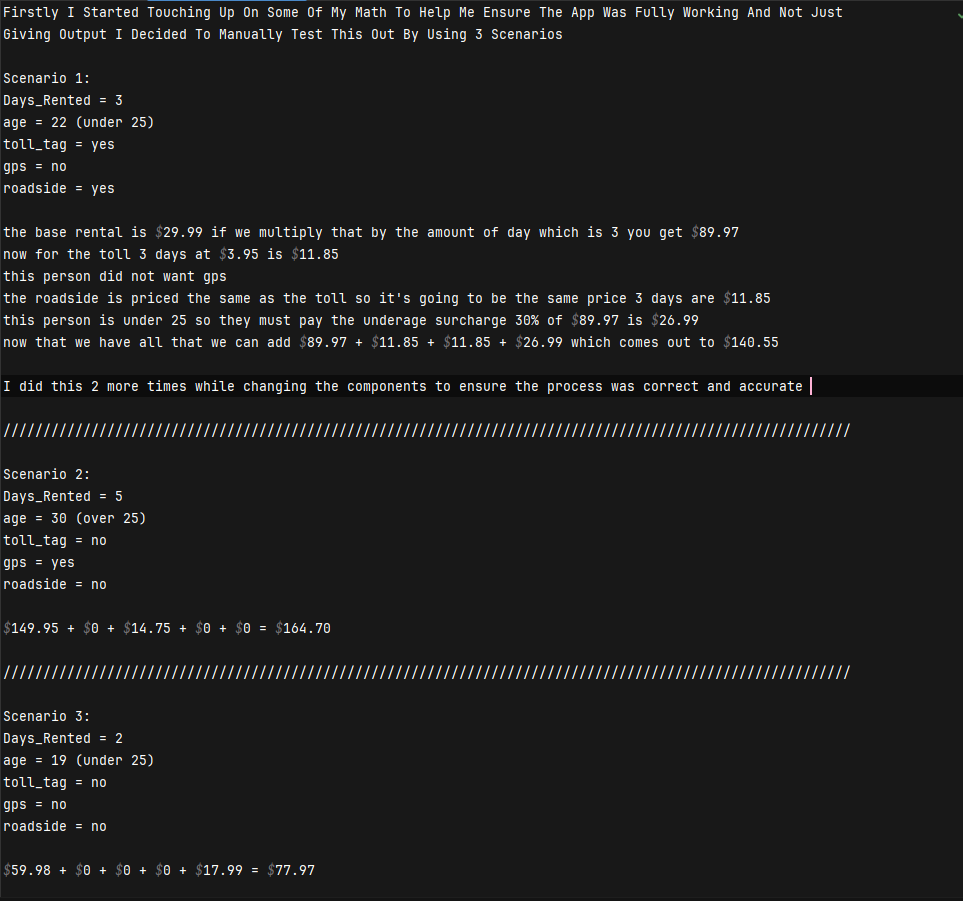 Firstly I Started Touching Up On Some Of My Math To Help Me Ensure The App Was Fully Working And Not Just
Giving Output I Decided To Manually Test This Out By Using 3 Scenarios
Scenario 1:
Days_Rented = 3
age = 22 (under 25)
toll_tag = yes
gps = no
roadside = yes
the base rental is $29.99 if we multiply that by the amount of day which is 3 you get $89.97
now for the toll 3 days at $3.95 is $11.85
this person did not want gps
the roadside is priced the same as the toll so it's going to be the same price 3 days are $11.85
this person is under 25 so they must pay the underage surcharge 30% of $89.97 is $26.99
now that we have all that we can add $89.97 + $11.85 + $11.85 + $26.99 which comes out to $140.55
I did this 2 more times while changing the components to ensure the process was correct and accurate
//////////////////////////////////////////////////////////////////////////////////////////////////////////
Scenario 2:
Days_Rented = 5
age = 30 (over 25)
toll_tag = no
gps = yes
roadside = no
$149.95 + $0 + $14.75 + $0 + $0 = $164.70
//////////////////////////////////////////////////////////////////////////////////////////////////////////
Scenario 3:
Days_Rented = 2
age = 19 (under 25)
toll_tag = no
gps = no
roadside = no
$59.98 + $0 + $0 + $0 + $17.99 = $77.97